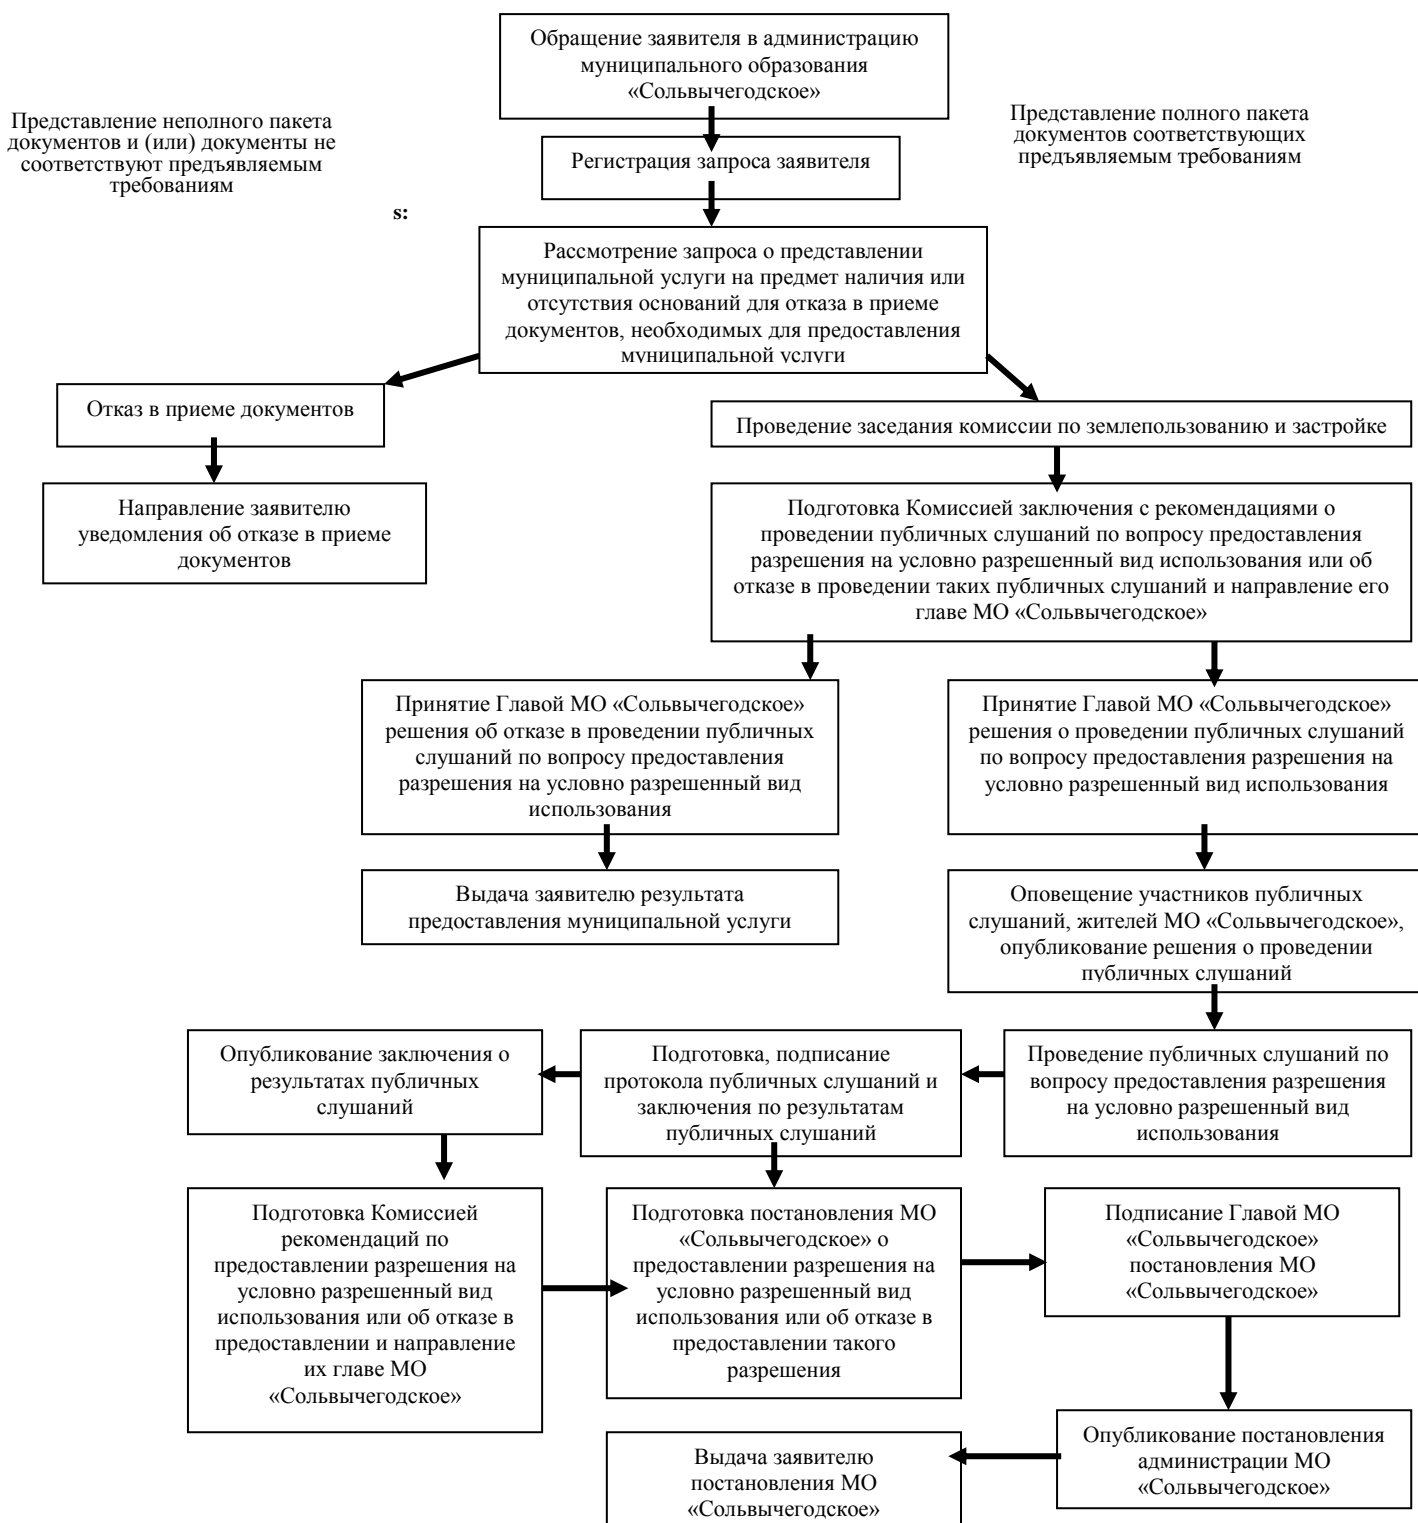 Обращение заявителя в администрацию
муниципального образования
«Сольвычегодское»
Представление неполного пакета
документов и (или) документы не
соответствуют предъявляемым
требованиям
Представление полного пакета
документов соответствующих
предъявляемым требованиям
Регистрация запроса заявителя
s:
Рассмотрение запроса о представлении
муниципальной услуги на предмет наличия или
отсутствия оснований для отказа в приеме
документов, необходимых для предоставления
муниципальной услуги
Отказ в приеме документов
Проведение заседания комиссии по землепользованию и застройке
Направление заявителю
уведомления об отказе в приеме
документов
Подготовка Комиссией заключения с рекомендациями о
проведении публичных слушаний по вопросу предоставления
разрешения на условно разрешенный вид использования или об
отказе в проведении таких публичных слушаний и направление его
главе МО «Сольвычегодское»
Принятие Главой МО «Сольвычегодское»
решения об отказе в проведении публичных
слушаний по вопросу предоставления
разрешения на условно разрешенный вид
использования
Принятие Главой МО «Сольвычегодское»
решения о проведении публичных слушаний
по вопросу предоставления разрешения на
условно разрешенный вид использования
Выдача заявителю результата
предоставления муниципальной услуги
Оповещение участников публичных
слушаний, жителей МО «Сольвычегодское»,
опубликование решения о проведении
публичных слушаний
Опубликование заключения о
результатах публичных
слушаний
Подготовка, подписание
протокола публичных слушаний и
заключения по результатам
публичных слушаний
Проведение публичных слушаний по
вопросу предоставления разрешения
на условно разрешенный вид
использования
Подготовка Комиссией
рекомендаций по
предоставлении разрешения на
условно разрешенный вид
использования или об отказе в
предоставлении и направление
их главе МО
«Сольвычегодское»
Подготовка постановления МО
«Сольвычегодское» о
предоставлении разрешения на
условно разрешенный вид
использования или об отказе в
предоставлении такого
разрешения
Подписание Главой МО
«Сольвычегодское»
постановления МО
«Сольвычегодское»
Выдача заявителю
постановления МО
«Сольвычегодское»
Опубликование постановления
администрации МО
«Сольвычегодское»